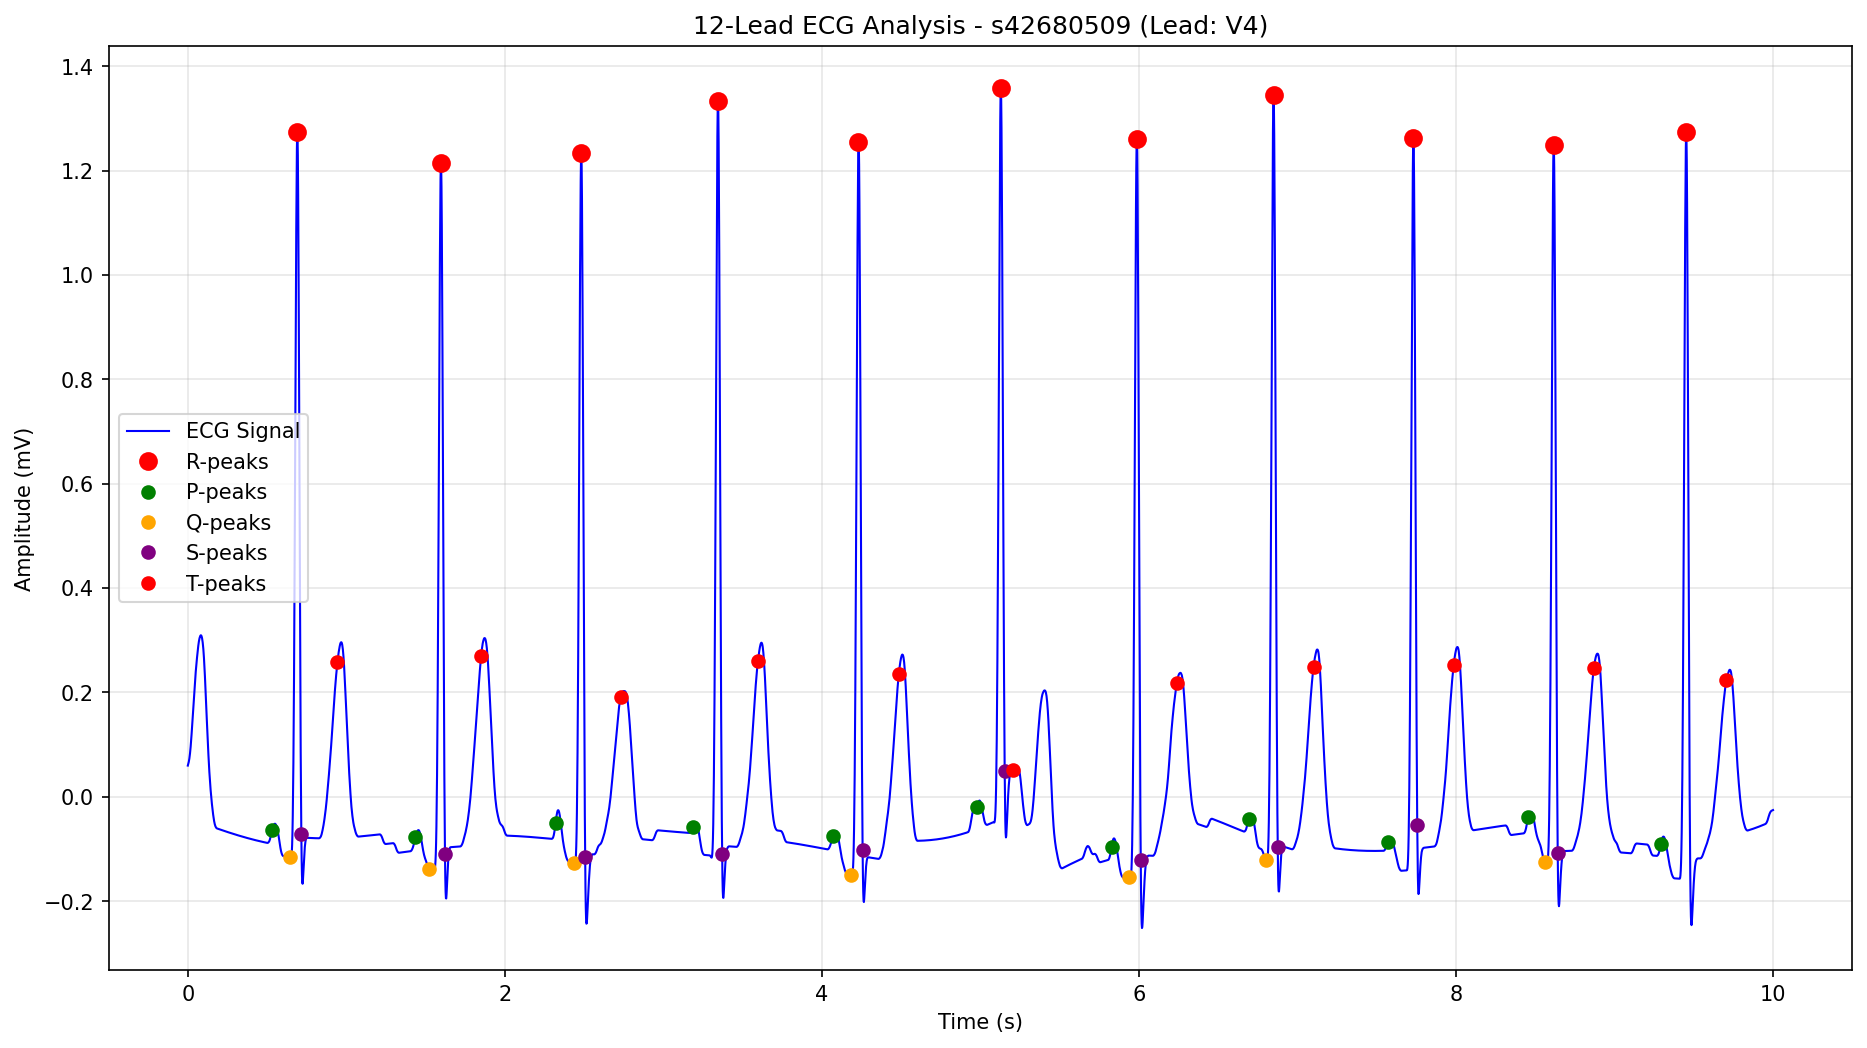 12-Lead ECG Analysis - s42680509 (Lead: V4)
1.4
1.2
1.0
0.8
0.6
0.4
0.2
0.0
−0.2
Amplitude (mV)
ECG Signal
R-peaks
P-peaks
Q-peaks
S-peaks
T-peaks
0 2 4 6 8 10
Time (s)